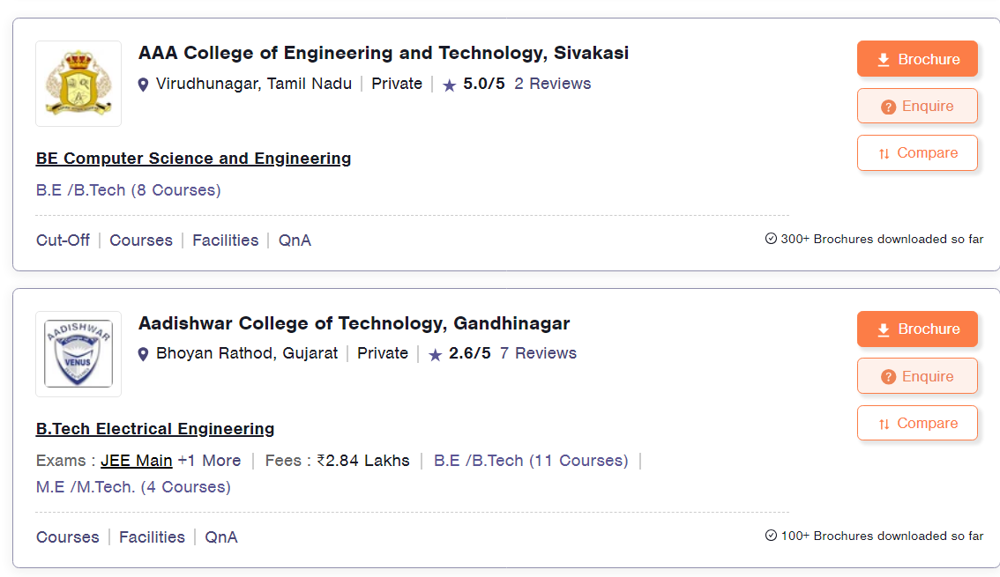 AAA College of Engineering and Technology, Sivakasi
Virudhunagar, Tamil Nadu | Private | 5.0/5 2 Reviews
Brochure
Enquire
Compare
BE Computer Science and Engineering
B.E /B.Tech (8 Courses)
Cut-Off | Courses | Facilities | QnA
300+ Brochures downloaded so far
AADISHWAR
VENUS
Aadishwar College of Technology, Gandhinagar
Bhoyan Rathod, Gujarat | Private | 2.6/5 7 Reviews
Brochure
Enquire
Compare
B.Tech Electrical Engineering
Exams : JEE Main +1 More | Fees : ₹2.84 Lakhs | B.E /B.Tech (11 Courses) |
M.E /M.Tech. (4 Courses)
Courses | Facilities | QnA
100+ Brochures downloaded so far